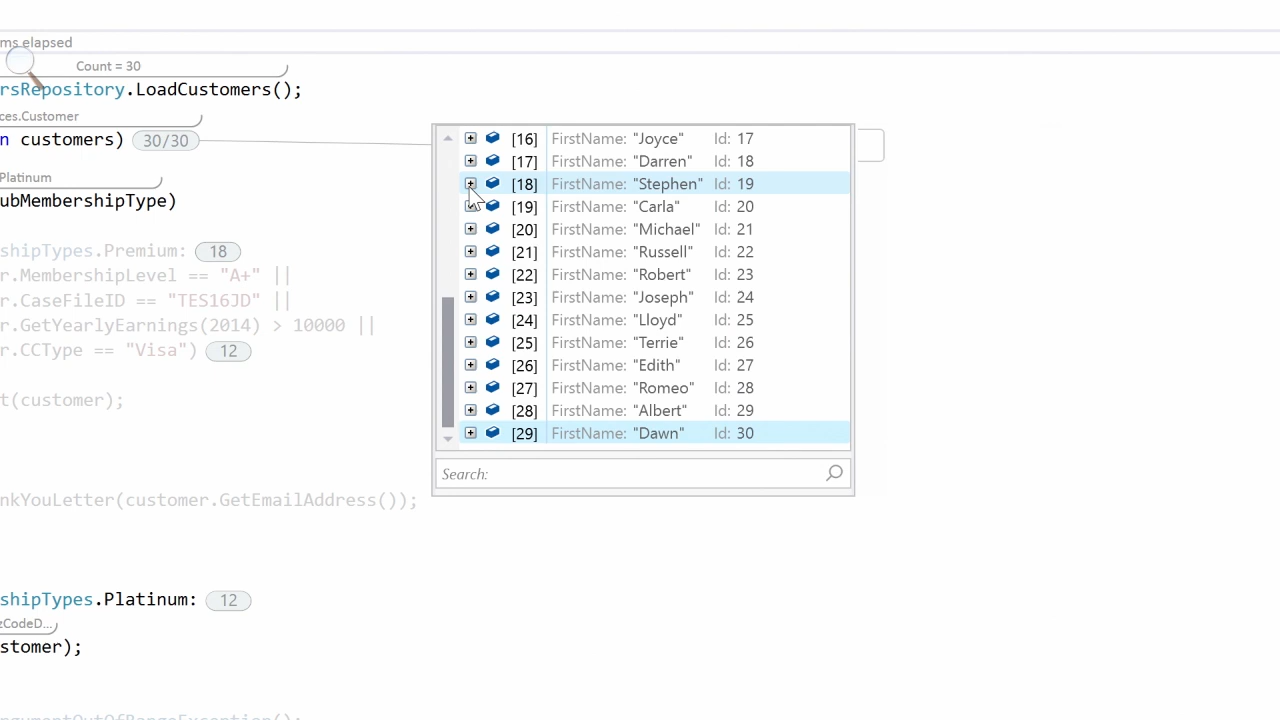 ms elapsed
Count = 30
rsRepository.LoadCustomers();
ces.Customer
n customers) 30/30
Platinum
ubMembershipType)
shipTypes.Premium: 18
r.MembershipLevel == "A+" ||
r.CaseFileID == "TES16JD" ||
r.GetYearlyEarnings(2014) > 10000 ||
r.CCType == "Visa") 12
t(customer);
nkYouLetter(customer.GetEmailAddress());
shipTypes.Platinum: 12
zCodeD...
stomer);
rgumentOutOfRangeException();
[16] FirstName: "Joyce" Id: 17
[17] FirstName: "Darren" Id: 18
[18] FirstName: "Stephen" Id: 19
[19] FirstName: "Carla" Id: 20
[20] FirstName: "Michael" Id: 21
[21] FirstName: "Russell" Id: 22
[22] FirstName: "Robert" Id: 23
[23] FirstName: "Joseph" Id: 24
[24] FirstName: "Lloyd" Id: 25
[25] FirstName: "Terrie" Id: 26
[26] FirstName: "Edith" Id: 27
[27] FirstName: "Romeo" Id: 28
[28] FirstName: "Albert" Id: 29
[29] FirstName: "Dawn" Id: 30
Search: